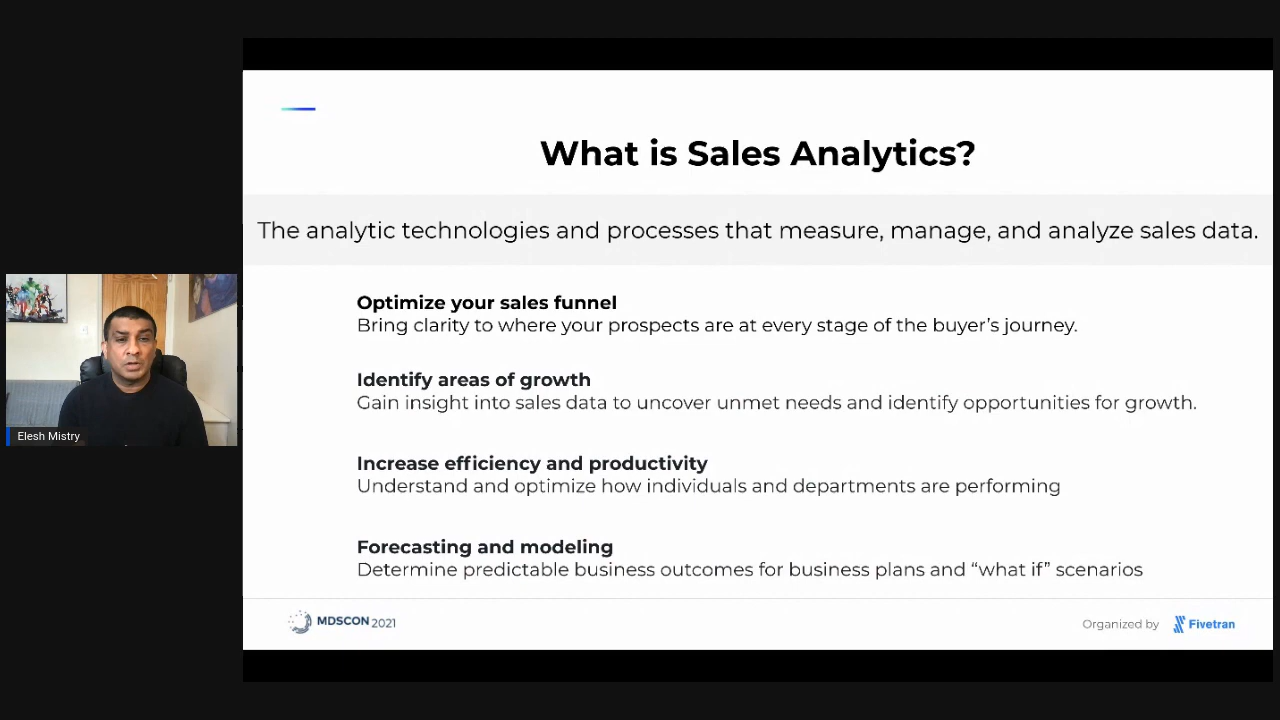 What is Sales Analytics?
The analytic technologies and processes that measure, manage, and analyze sales data.
Optimize your sales funnel
Bring clarity to where your prospects are at every stage of the buyer’s journey.
Identify areas of growth
Gain insight into sales data to uncover unmet needs and identify opportunities for growth.
Increase efficiency and productivity
Understand and optimize how individuals and departments are performing
Forecasting and modeling
Determine predictable business outcomes for business plans and “what if” scenarios
Elesh Mistry
MDSCON 2021
Organized by Fivetran